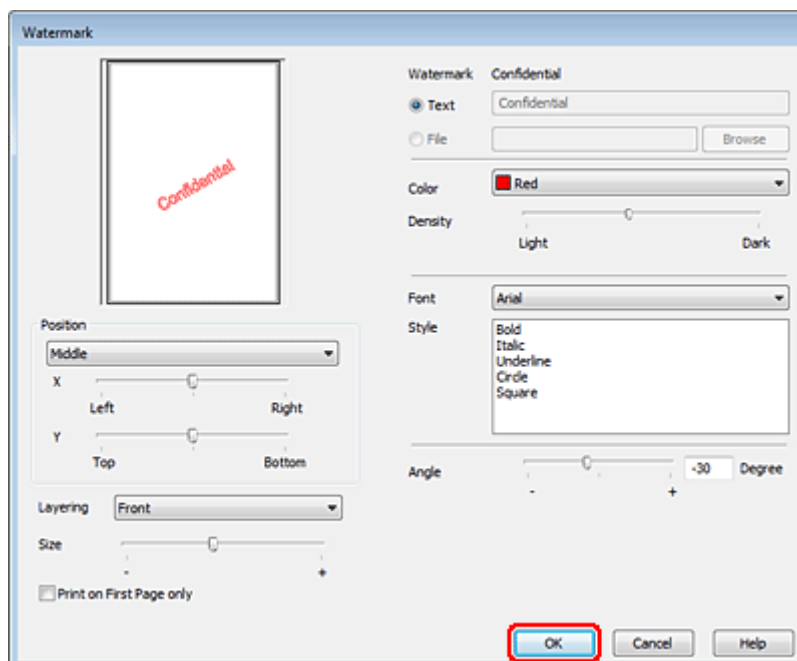 Watermark
Confidential
Position
Middle
X
Left Right
Y
Top Bottom
Layering Front
Size
- +
Print on First Page only
Watermark Confidential
Text Confidential
File Browse
Color Red
Density
Light Dark
Font Arial
Style
Bold
Italic
Underline
Circle
Square
Angle -30 Degree
- +
OK Cancel Help